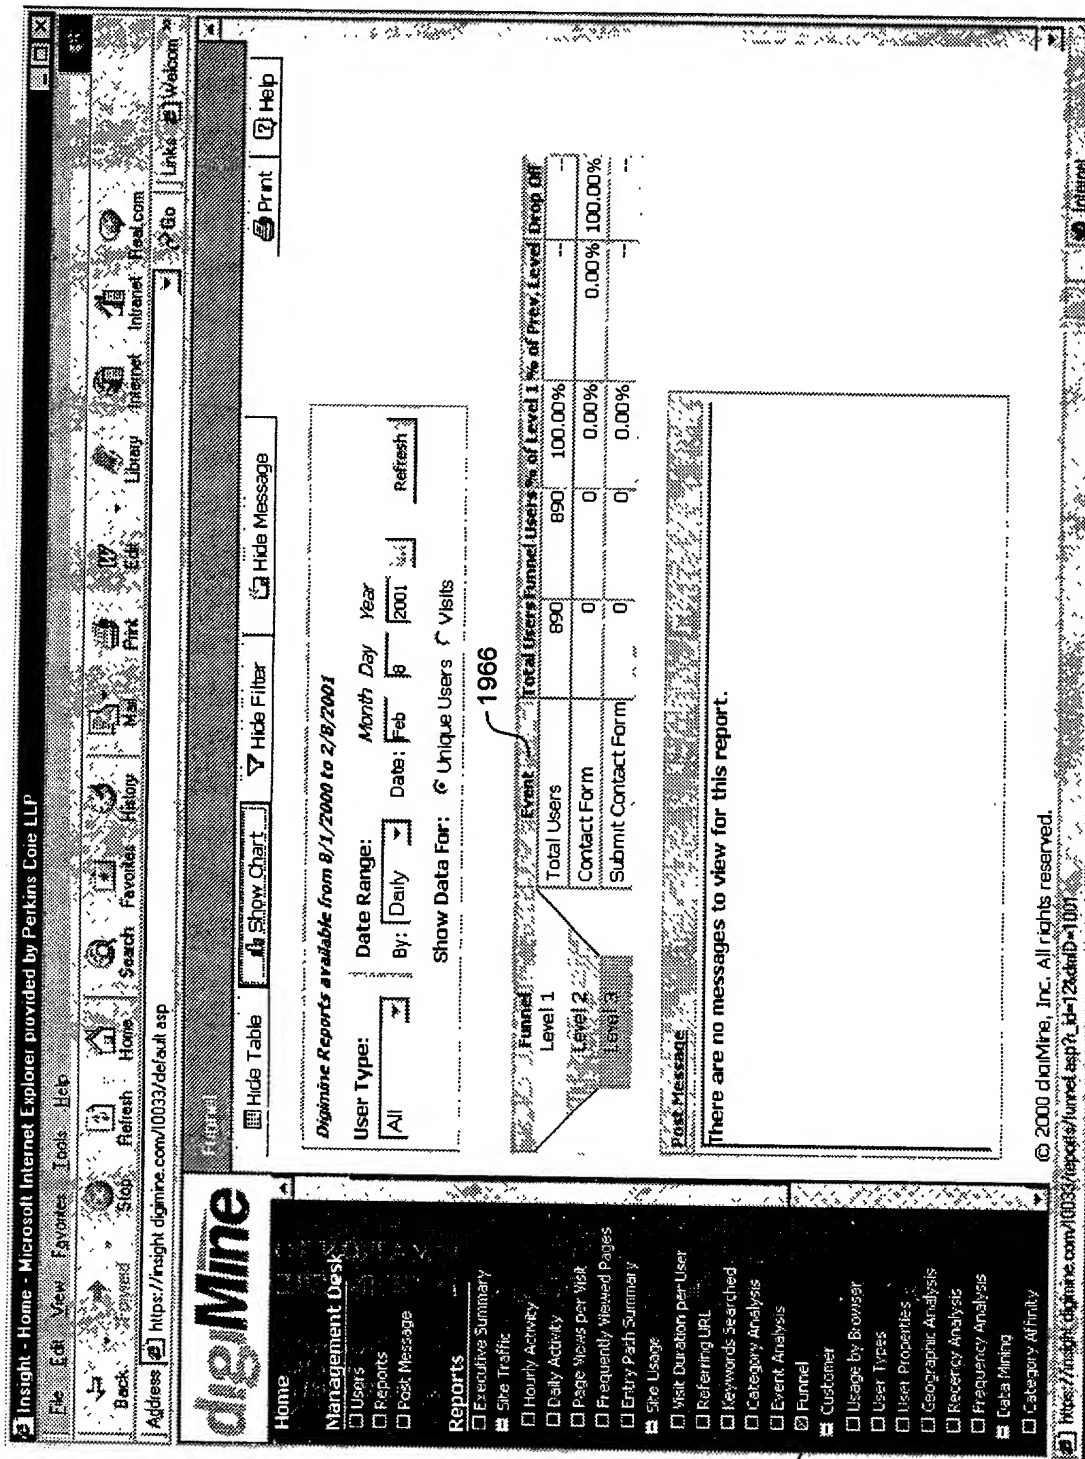 Insight - Home - Microsoft Internet Explorer provided by Perkins Coie LLP
File Edit View Favorites Tools Help
Back Forward Stop Refresh Home Search Favorites History Mail Print Edit Library Internet Intranet Real.com
Address https://insight.digimine.com/I0033/default.asp Go Links Welcom
digiMine
Home
Management Desk
Users
Reports
Post Message
Reports
Executive Summary
Site Traffic
Hourly Activity
Daily Activity
Page Views per Visit
Frequently Viewed Pages
Entry Path Summary
Site Usage
Visit Duration per User
Referring URL
Keywords Searched
Category Analysis
Event Analysis
Funnel
Customer
Usage by Browser
User Types
User Properties
Geographic Analysis
Recency Analysis
Frequency Analysis
Data Mining
Category Affinity
Funnel
Hide Table Show Chart Hide Filter Hide Message Print Help
Digimine Reports available from 8/1/2000 to 2/8/2001
User Type: Date Range: Month Day Year
All By: Daily Date: Feb 8 2001 ... Refresh
Show Data For: Unique Users Visits
1966
Funnel Event Total Users Funnel Users % of Level 1 % of Prev. Level Drop Off
Level 1 Total Users 890 890 100.00% -- --
Level 2 Contact Form 0 0 0.00% 0.00% 100.00%
Level 3 Submit Contact Form 0 0 0.00% -- --
Post Message
There are no messages to view for this report.
© 2000 digiMine, Inc. All rights reserved.
Internet